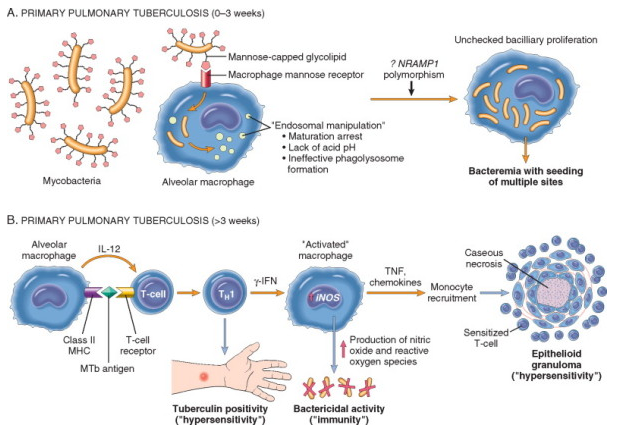 A. PRIMARY PULMONARY TUBERCULOSIS (0–3 weeks)
Mannose-capped glycolipid
Macrophage mannose receptor
"Endosomal manipulation"
• Maturation arrest
• Lack of acid pH
• Ineffective phagolysosome
formation
Mycobacteria
Alveolar macrophage
? NRAMP1
polymorphism
Unchecked bacilliary proliferation
Bacteremia with seeding
of multiple sites
B. PRIMARY PULMONARY TUBERCULOSIS (>3 weeks)
Alveolar
macrophage
IL-12
T-cell
Class II
MHC
MTb antigen
T-cell
receptor
TH1
γ-IFN
"Activated"
macrophage
iNOS
TNF,
chemokines
Monocyte
recruitment
Caseous
necrosis
Sensitized
T-cell
Epithelioid
granuloma
("hypersensitivity")
Production of nitric
oxide and reactive
oxygen species
Tuberculin positivity
("hypersensitivity")
Bactericidal activity
("immunity")